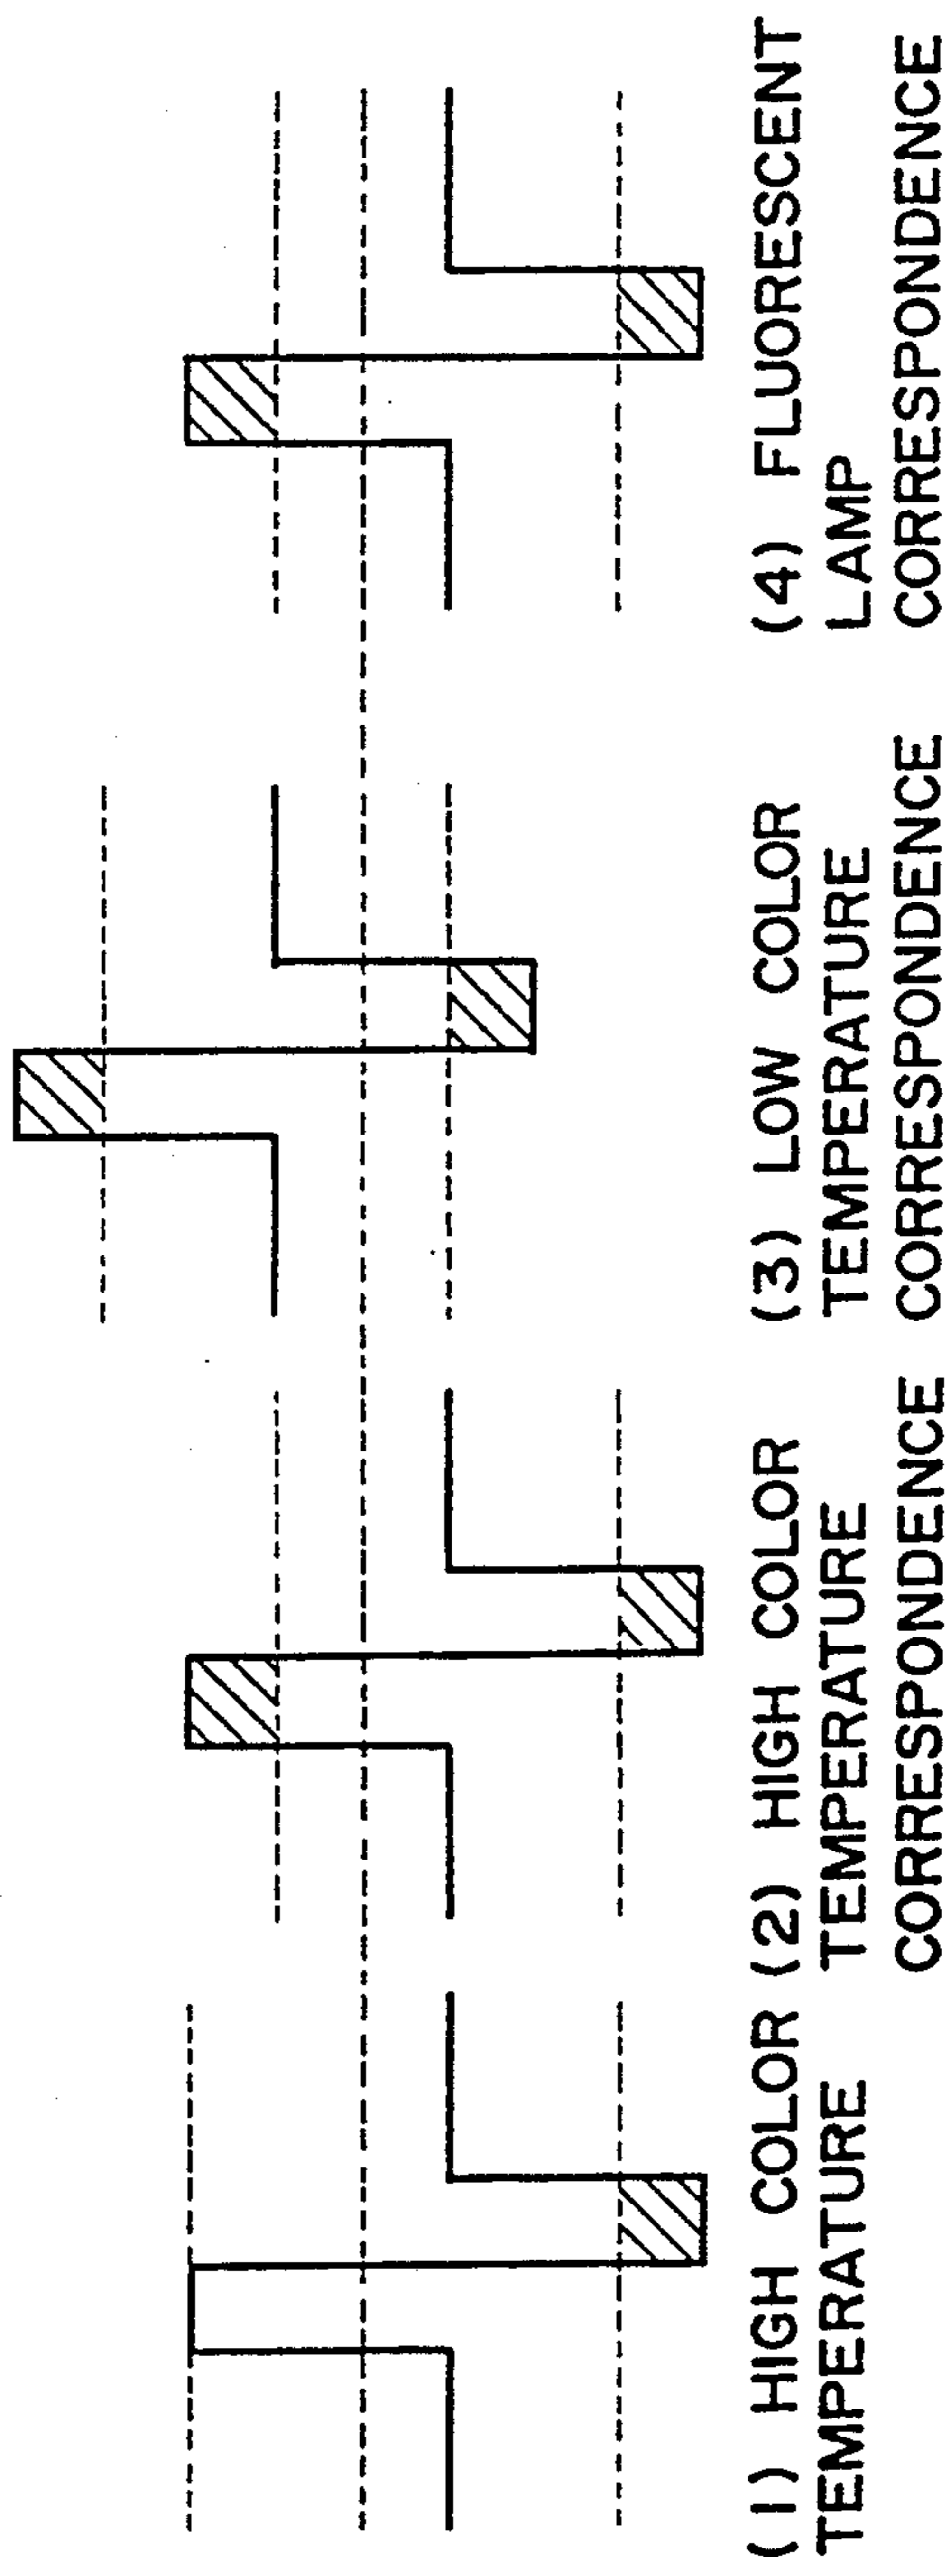 (1) HIGH COLOR
TEMPERATURE
(2) HIGH COLOR
TEMPERATURE
CORRESPONDENCE
(3) LOW COLOR
TEMPERATURE
CORRESPONDENCE
(4) FLUORESCENT
LAMP
CORRESPONDENCE